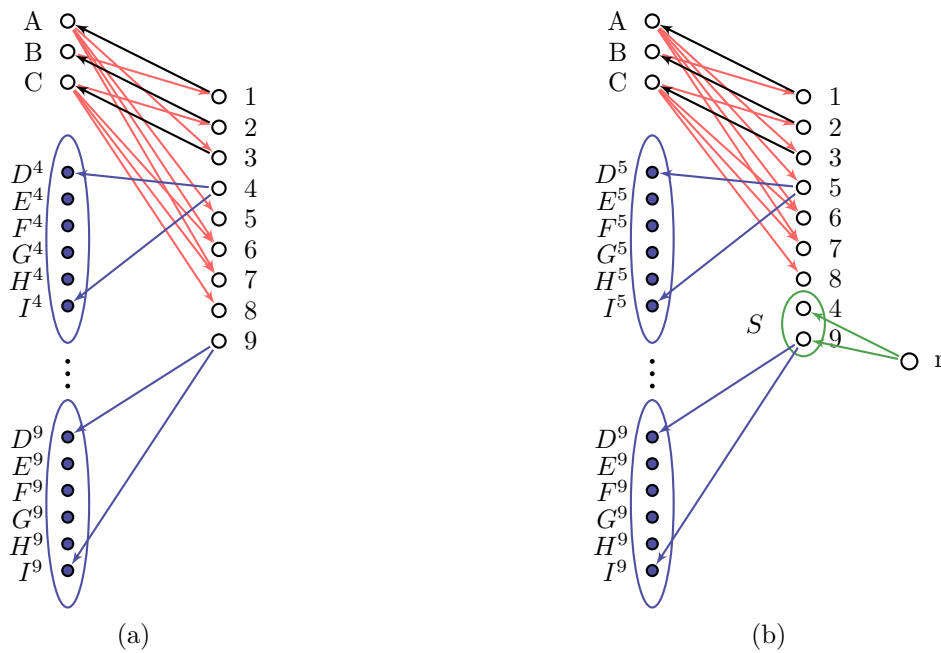 A
B
C
1
2
3
4
5
6
7
8
9
D⁴
E⁴
F⁴
G⁴
H⁴
I⁴
D⁹
E⁹
F⁹
G⁹
H⁹
I⁹
(a)
A
B
C
1
2
3
5
6
7
8
4
9
S
r
D⁵
E⁵
F⁵
G⁵
H⁵
I⁵
D⁹
E⁹
F⁹
G⁹
H⁹
I⁹
(b)